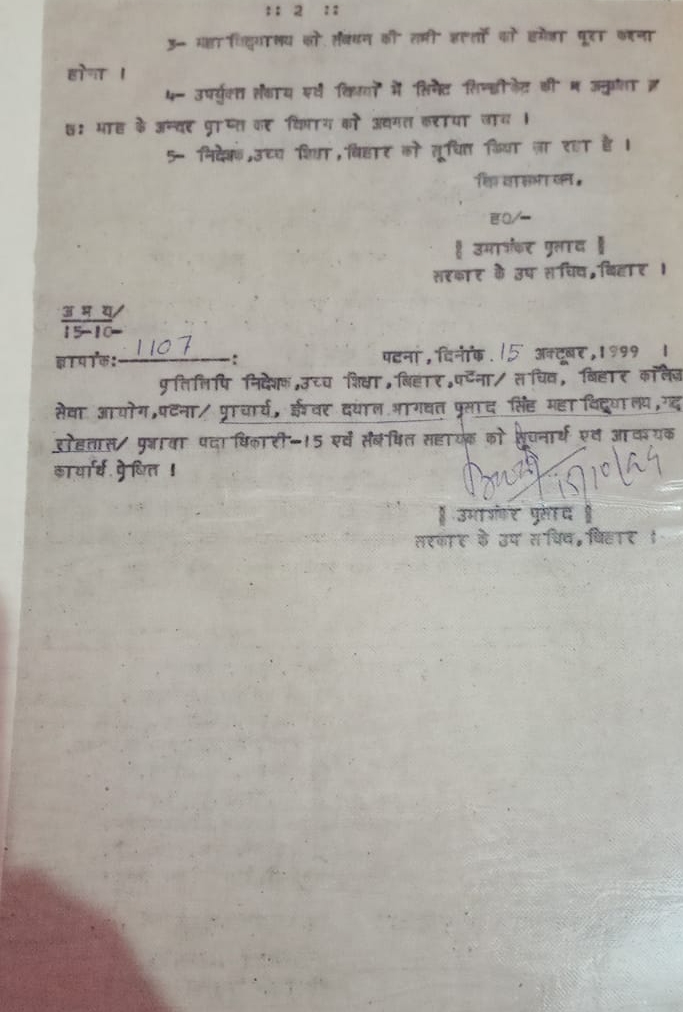 :: 2 ::
3- महाविद्यालय को संबंधन की सभी शर्त्तों को हमेशा पूरा करना
होगा ।
4- उपर्युक्त संकाय एवं विषयों में सिनेट सिन्डीकेट की अनुशंसा
छः माह के अन्दर प्राप्त कर विभाग को अवगत कराया जाय ।
5- निदेशक,उच्च शिक्षा,बिहार को सूचित किया जा रहा है ।
विश्वासभाजन,
ह0/-
॥ उमाशंकर प्रसाद ॥
सरकार के उप सचिव,बिहार ।
अभय/
15-10-
ज्ञापांक:- 1107 :
पटना,दिनांक 15 अक्टूबर,1999 ।
प्रतिलिपि निदेशक,उच्च शिक्षा,बिहार,पटना/ सचिव, बिहार कॉलेज
सेवा आयोग,पटना/ प्राचार्य, ईश्वर दयाल भागवत प्रसाद सिंह महाविद्यालय,गढ़
रोहतास/ प्रशाखा पदाधिकारी-15 एवं संबंधित सहायक को सूचनार्थ एवं आवश्यक
कार्यार्थ प्रेषित ।
15/10/99
॥ उमाशंकर प्रसाद ॥
सरकार के उप सचिव,बिहार ।